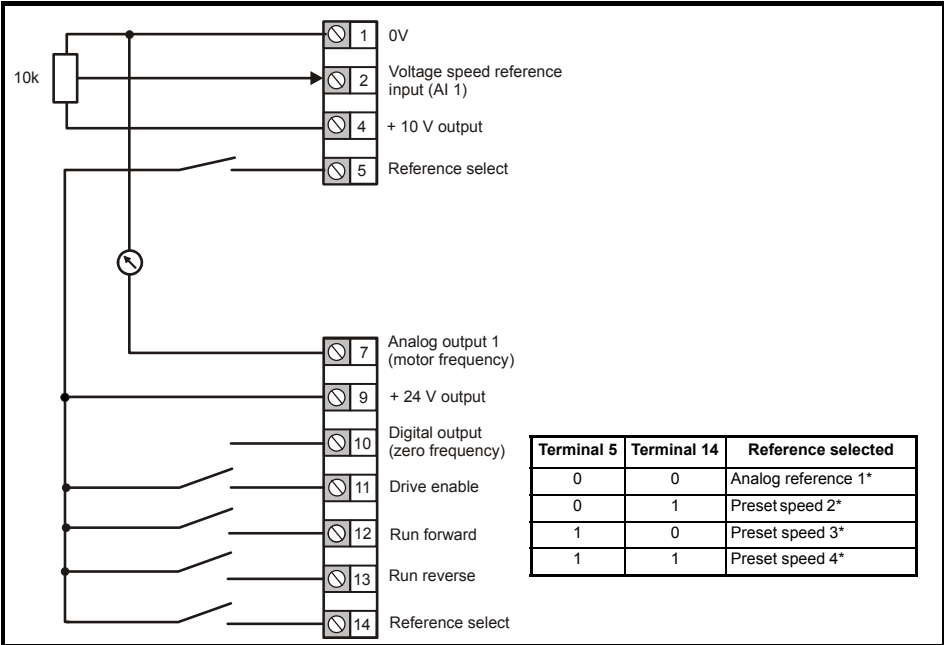 1 0V
10k
2 Voltage speed reference
input (AI 1)
4 + 10 V output
5 Reference select
7 Analog output 1
(motor frequency)
9 + 24 V output
10 Digital output
(zero frequency)
11 Drive enable
12 Run forward
13 Run reverse
14 Reference select
Terminal 5 Terminal 14 Reference selected
0 0 Analog reference 1*
0 1 Preset speed 2*
1 0 Preset speed 3*
1 1 Preset speed 4*